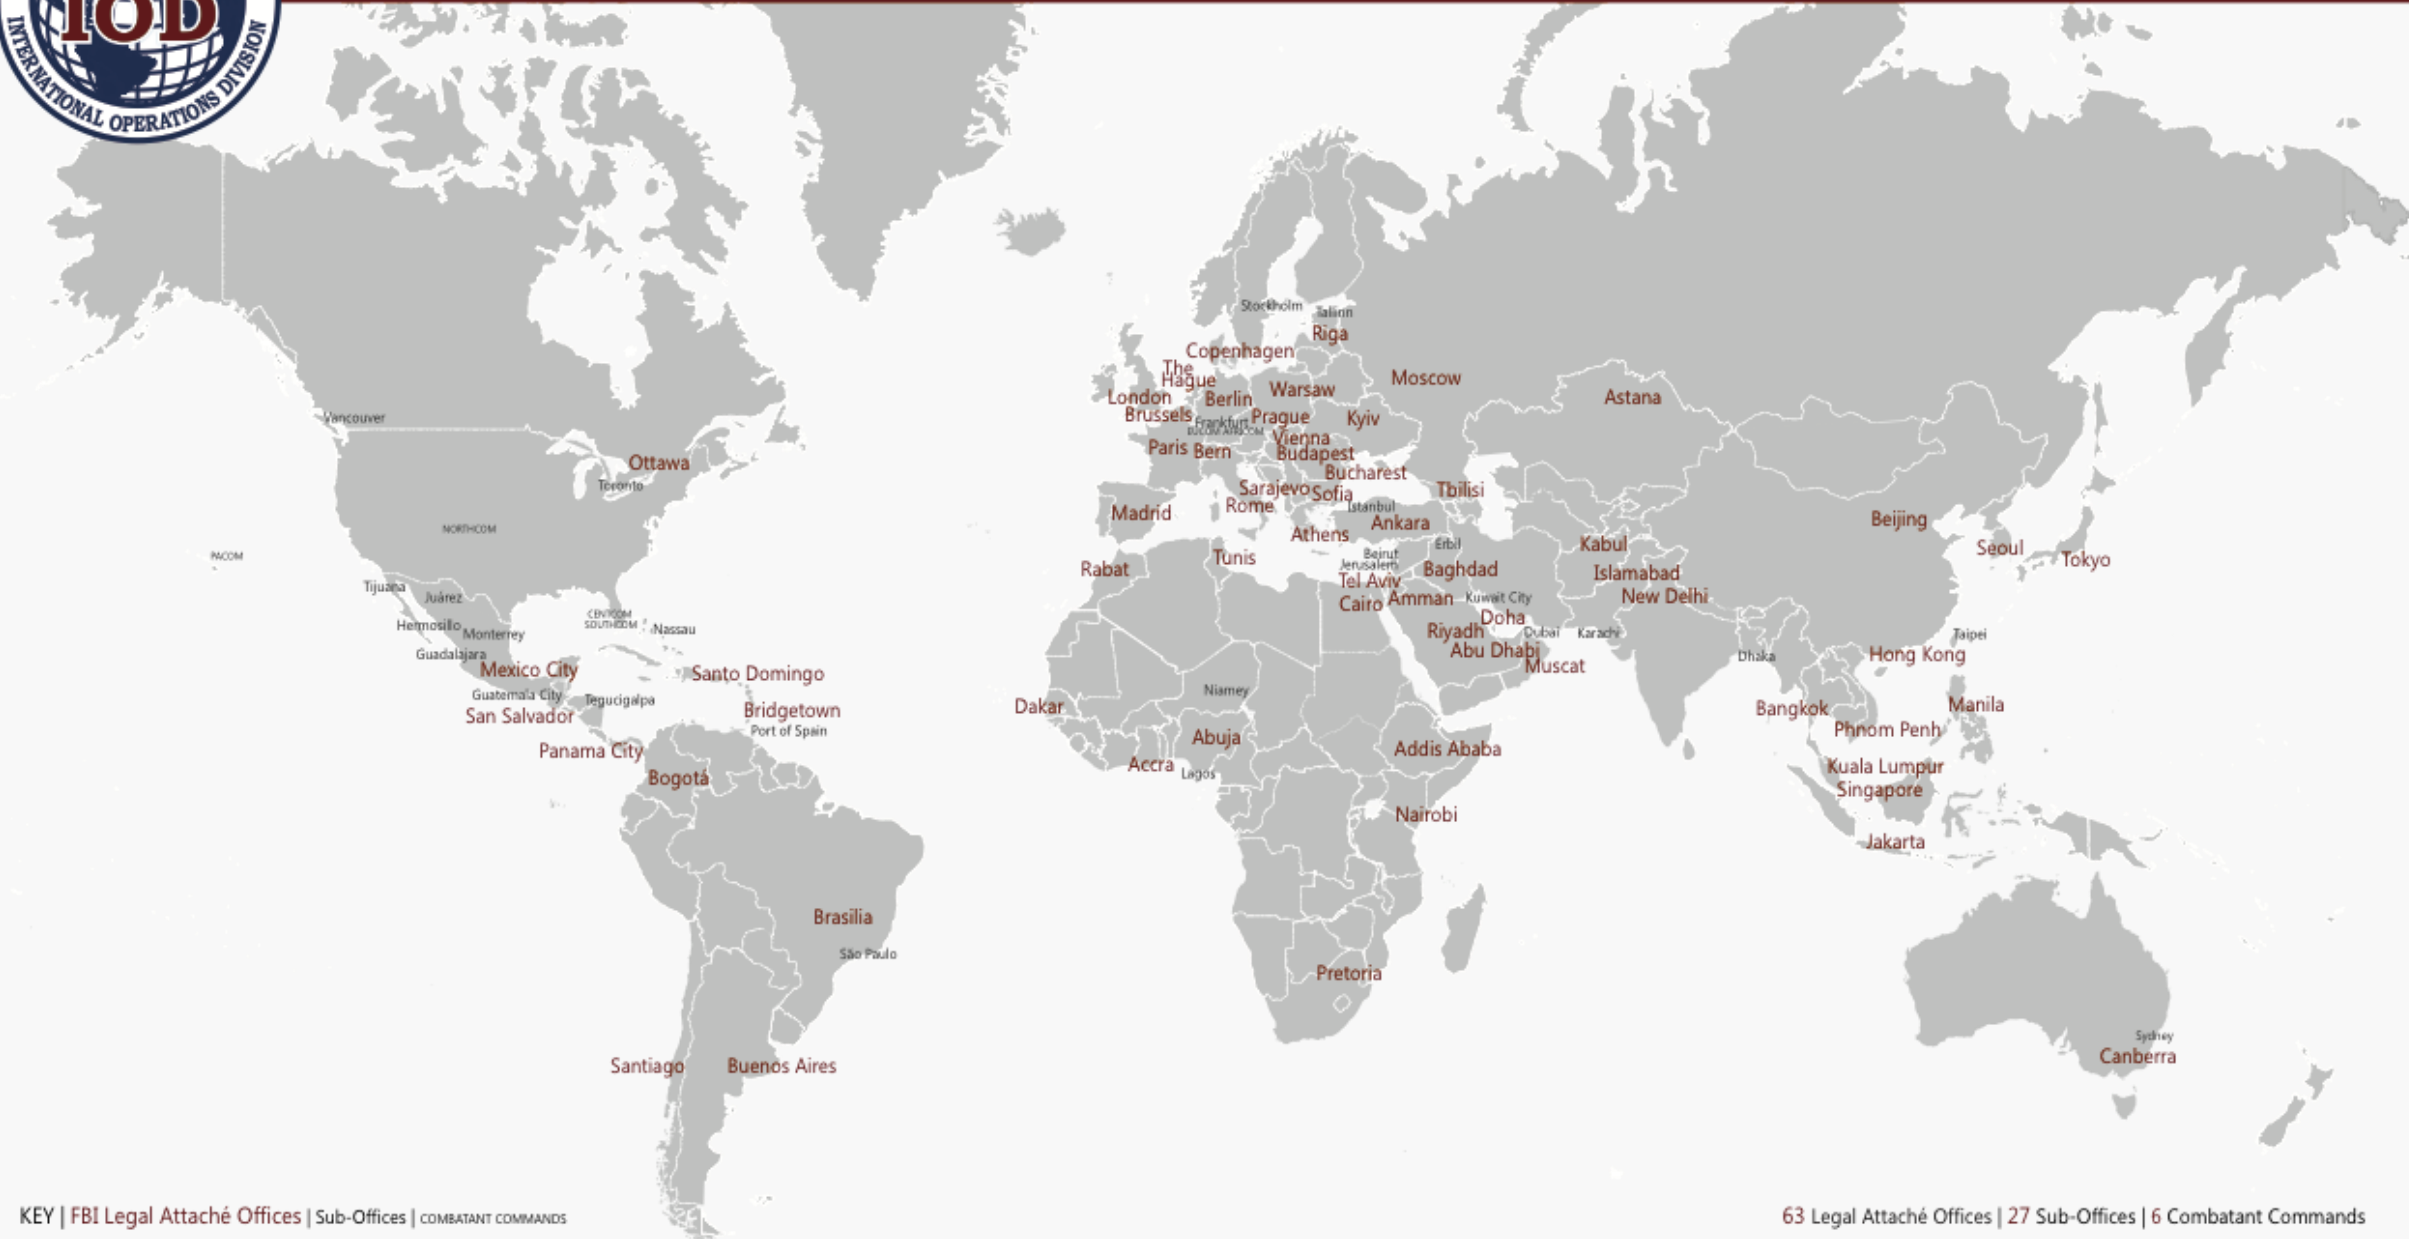 IOD
INTERNATIONAL OPERATIONS DIVISION
Stockholm
Tallinn
Riga
Copenhagen
The
Hague
Moscow
Warsaw
Astana
London
Berlin
Brussels
Prague
Kyiv
Frankfurt
EUCOM AFRICOM
Vienna
Paris
Bern
Budapest
Bucharest
Vancouver
Ottawa
Toronto
Sarajevo
Sofia
Tbilisi
Rome
Istanbul
Madrid
Ankara
Athens
Beijing
NORTHCOM
PACOM
Erbil
Kabul
Seoul
Tokyo
Tunis
Beirut
Jerusalem
Rabat
Baghdad
Islamabad
Tel Aviv
Tijuana
Juárez
Cairo
Amman
Kuwait City
New Delhi
CENTCOM
SOUTHCOM
Nassau
Doha
Hermosillo
Monterrey
Riyadh
Dubai
Karachi
Taipei
Guadalajara
Abu Dhabi
Muscat
Dhaka
Hong Kong
Mexico City
Santo Domingo
Guatemala City
Tegucigalpa
Niamey
San Salvador
Bridgetown
Port of Spain
Dakar
Bangkok
Manila
Phnom Penh
Panama City
Abuja
Addis Ababa
Bogotá
Accra
Lagos
Kuala Lumpur
Singapore
Nairobi
Jakarta
Brasilia
São Paulo
Pretoria
Sydney
Canberra
Santiago
Buenos Aires
KEY | FBI Legal Attaché Offices | Sub-Offices | COMBATANT COMMANDS
63 Legal Attaché Offices | 27 Sub-Offices | 6 Combatant Commands